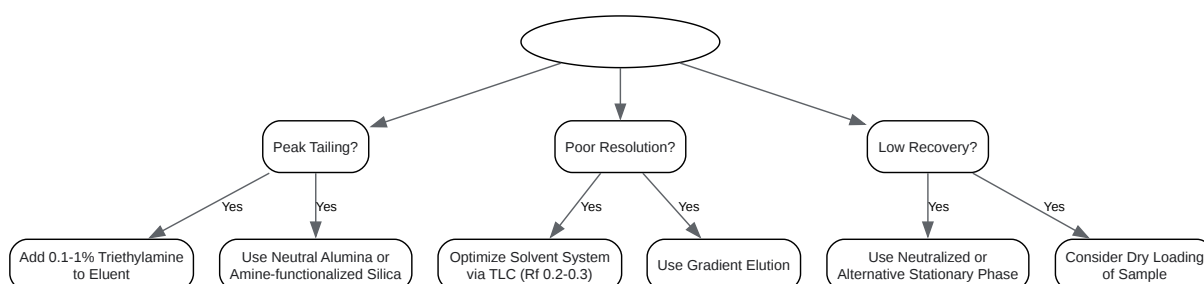 Peak Tailing?
Poor Resolution?
Low Recovery?
Yes
Yes
Yes
Yes
Yes
Yes
Add 0.1-1% Triethylamine
to Eluent
Use Neutral Alumina or
Amine-functionalized Silica
Optimize Solvent System
via TLC (Rf 0.2-0.3)
Use Gradient Elution
Use Neutralized or
Alternative Stationary Phase
Consider Dry Loading
of Sample